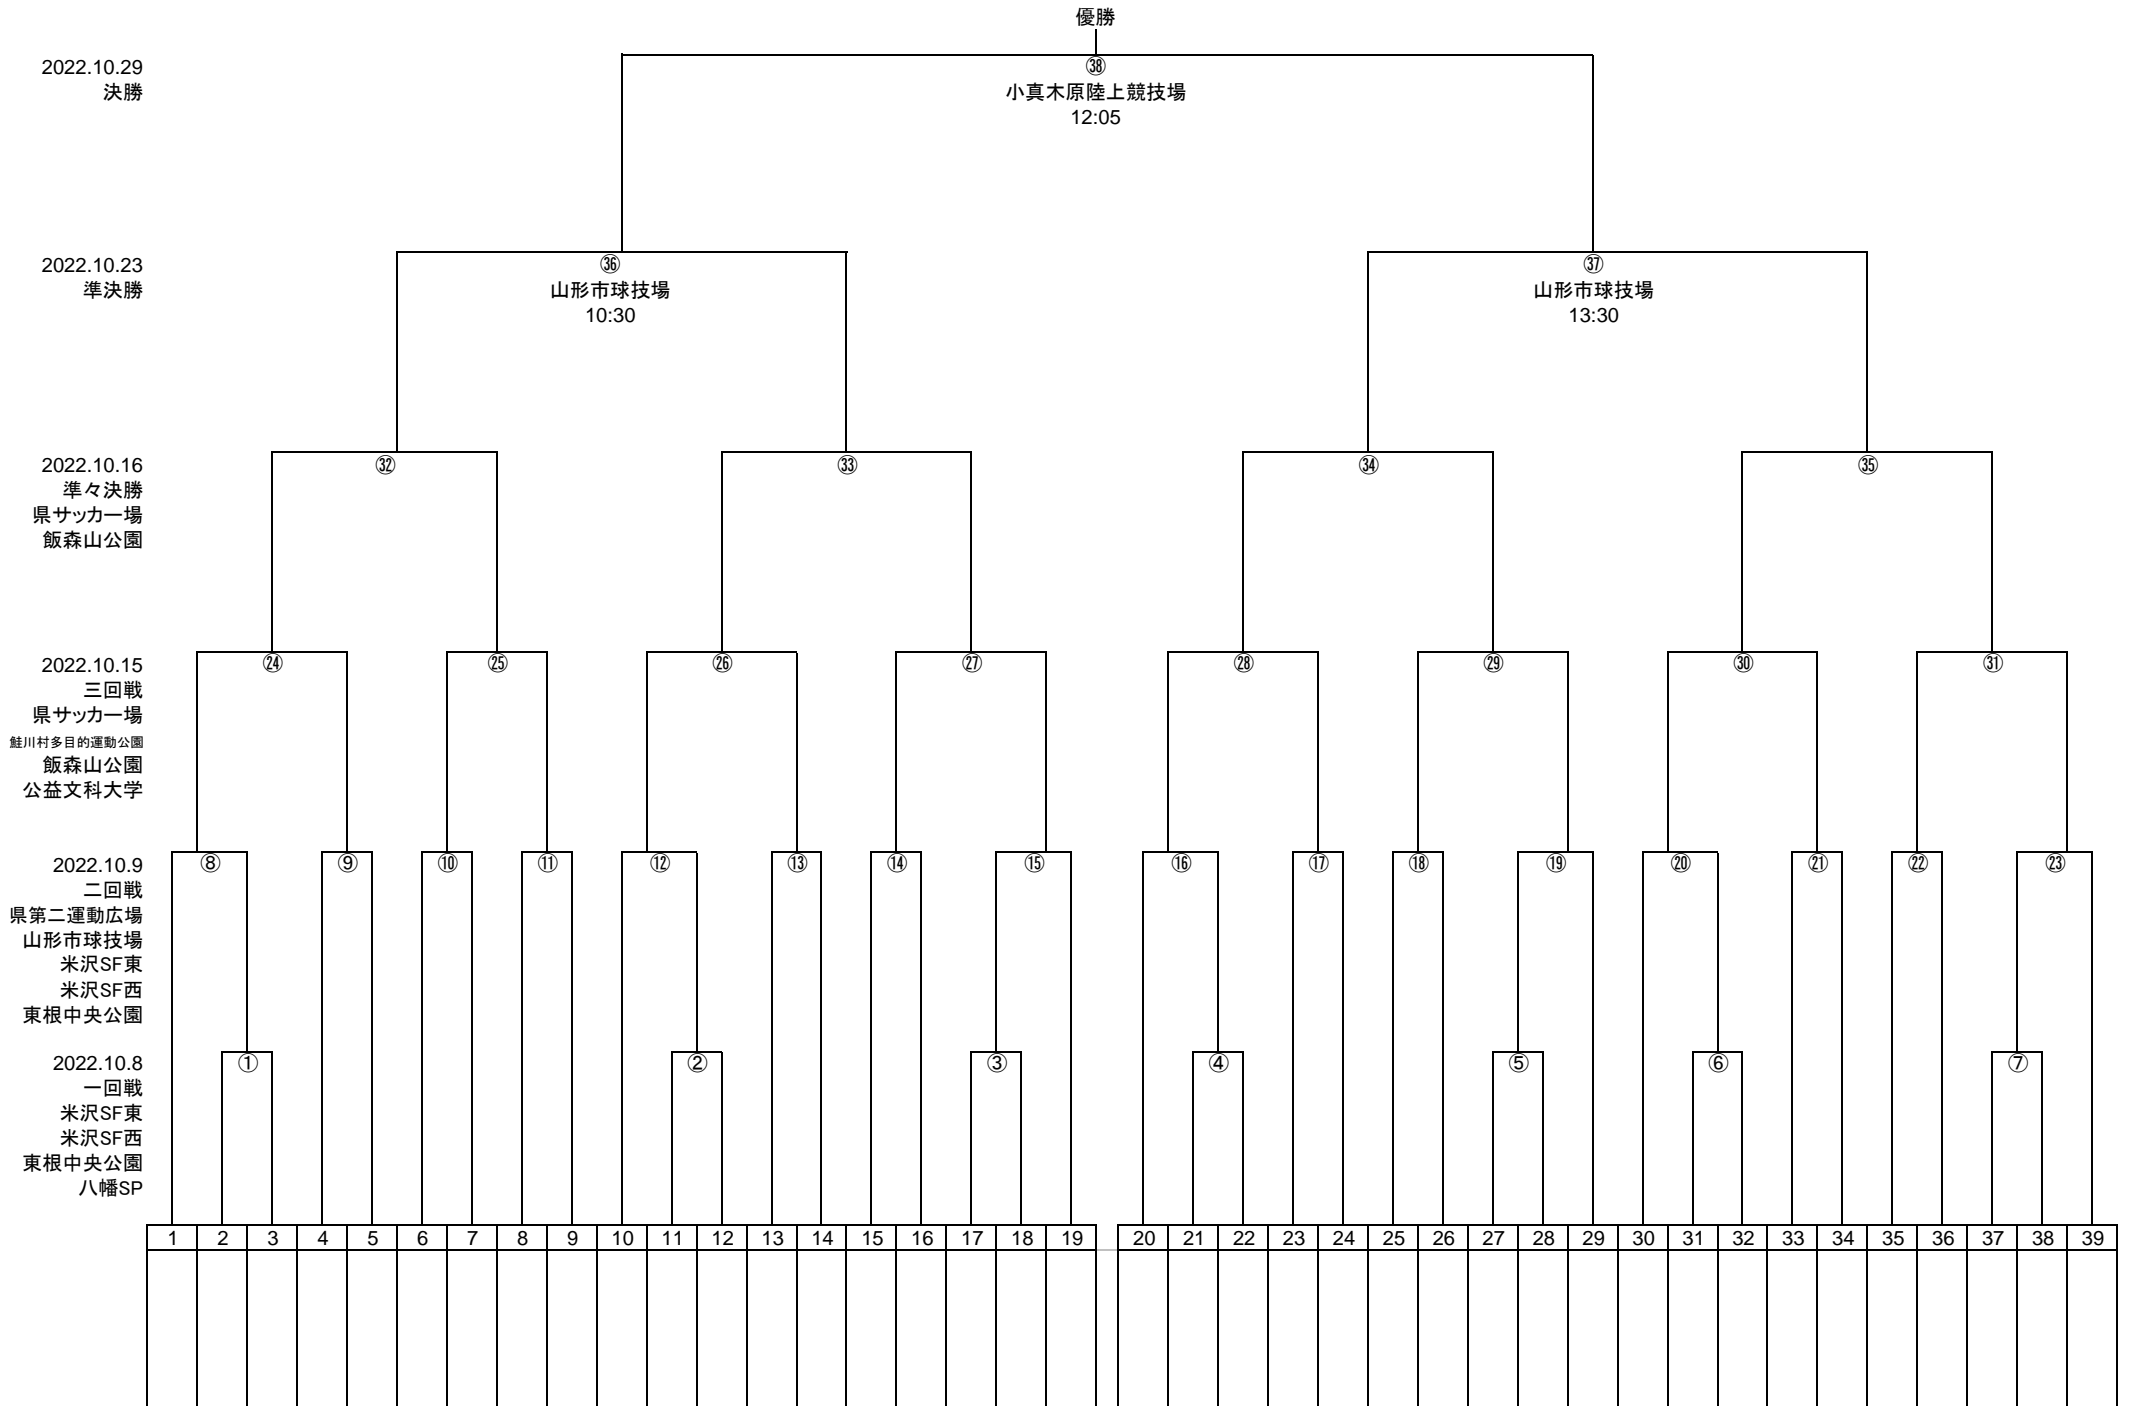 優勝
2022.10.29
決勝
㊳
小真木原陸上競技場
12:05
2022.10.23
準決勝
㊱
山形市球技場
10:30
㊲
山形市球技場
13:30
2022.10.16
準々決勝
県サッカー場
飯森山公園
㉜ ㉝ ㉞ ㉟
2022.10.15
三回戦
県サッカー場
鮭川村多目的運動公園
飯森山公園
公益文科大学
㉔ ㉕ ㉖ ㉗ ㉘ ㉙ ㉚ ㉛
2022.10.9
二回戦
県第二運動広場
山形市球技場
米沢SF東
米沢SF西
東根中央公園
⑧ ⑨ ⑩ ⑪ ⑫ ⑬ ⑭ ⑮ ⑯ ⑰ ⑱ ⑲ ⑳ ㉑ ㉒ ㉓
2022.10.8
一回戦
米沢SF東
米沢SF西
東根中央公園
八幡SP
① ② ③ ④ ⑤ ⑥ ⑦
1 2 3 4 5 6 7 8 9 10 11 12 13 14 15 16 17 18 19 20 21 22 23 24 25 26 27 28 29 30 31 32 33 34 35 36 37 38 39